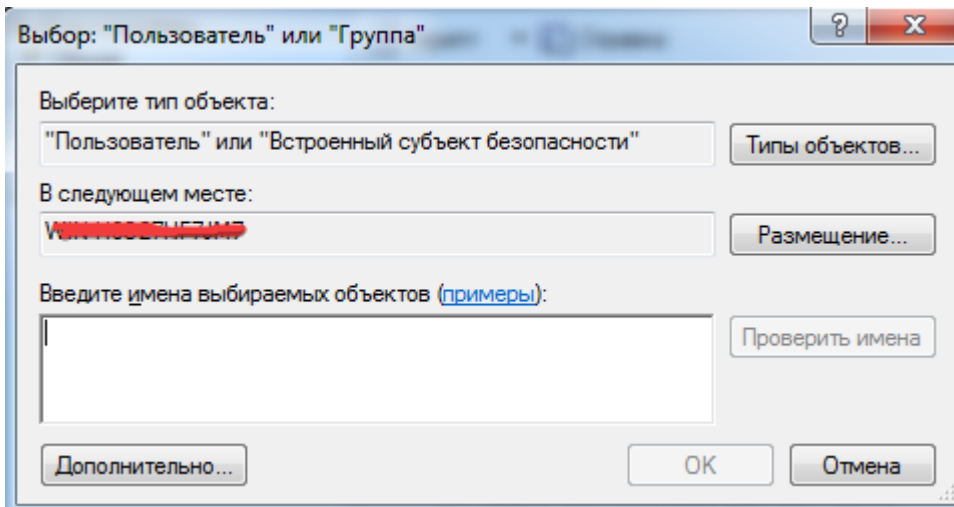 Выбор: "Пользователь" или "Группа"
Выберите тип объекта:
"Пользователь" или "Встроенный субъект безопасности"
Типы объектов...
В следующем месте:
Размещение...
Введите имена выбираемых объектов (примеры):
Проверить имена
Дополнительно...
ОК
Отмена